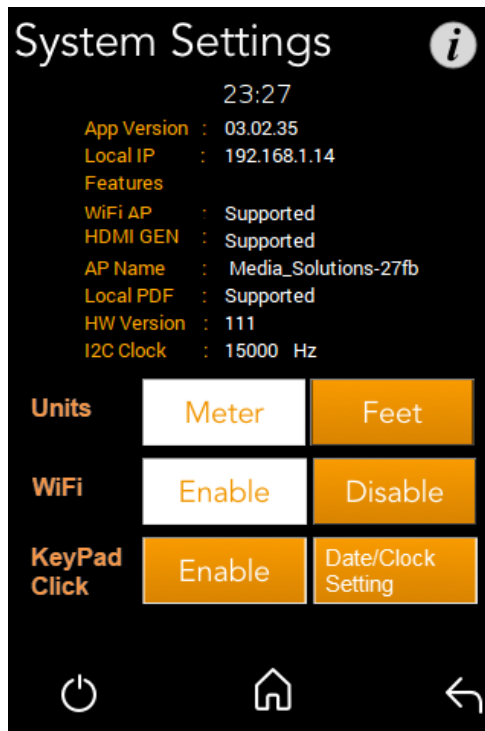 System Settings i
23:27
App Version : 03.02.35
Local IP : 192.168.1.14
Features
WiFi AP : Supported
HDMI GEN : Supported
AP Name : Media_Solutions-27fb
Local PDF : Supported
HW Version : 111
I2C Clock : 15000 Hz
Units Meter Feet
WiFi Enable Disable
KeyPad Click Enable Date/Clock Setting